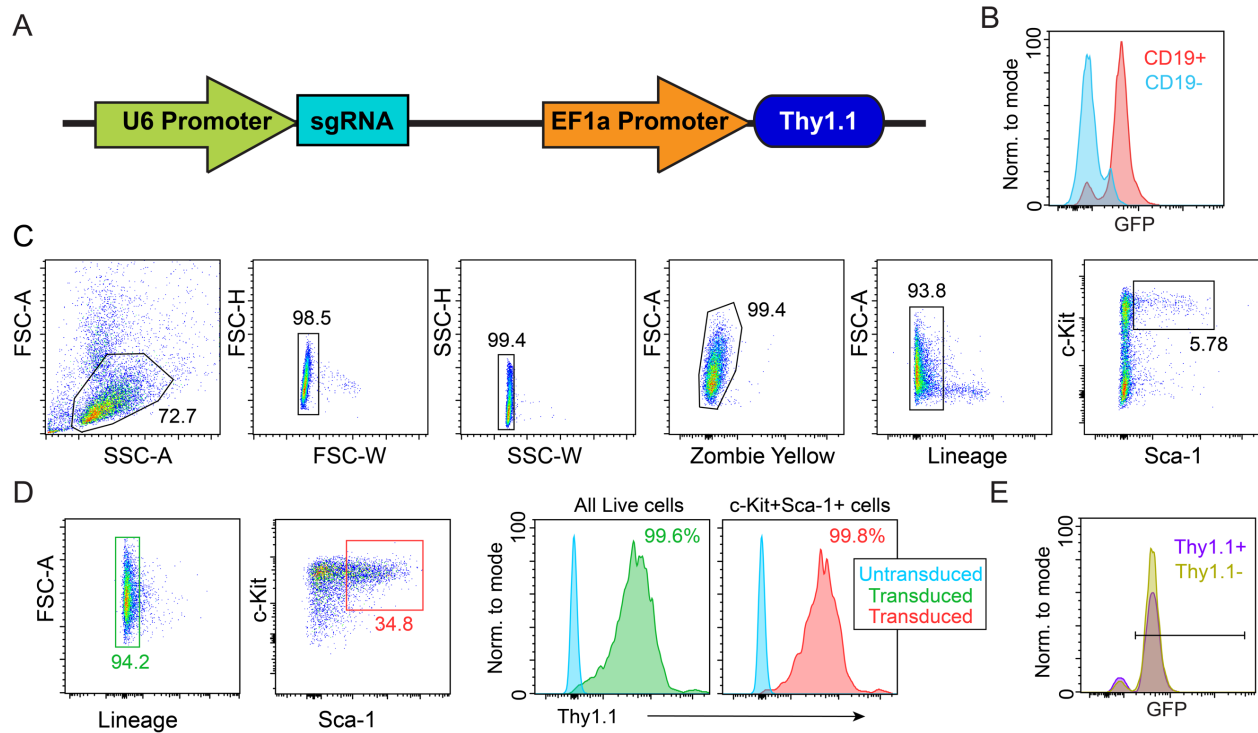 A
U6 Promoter
sgRNA
EF1a Promoter
Thy1.1
B
100
CD19+
CD19-
Norm. to mode
0
GFP
C
FSC-A
72.7
SSC-A
FSC-H
98.5
FSC-W
SSC-H
99.4
SSC-W
FSC-A
99.4
Zombie Yellow
FSC-A
93.8
Lineage
c-Kit
5.78
Sca-1
D
FSC-A
94.2
Lineage
c-Kit
34.8
Sca-1
All Live cells
100
99.6%
Norm. to mode
0
Thy1.1
c-Kit+Sca-1+ cells
99.8%
Untransduced
Transduced
Transduced
E
100
Thy1.1+
Thy1.1-
Norm. to mode
0
GFP